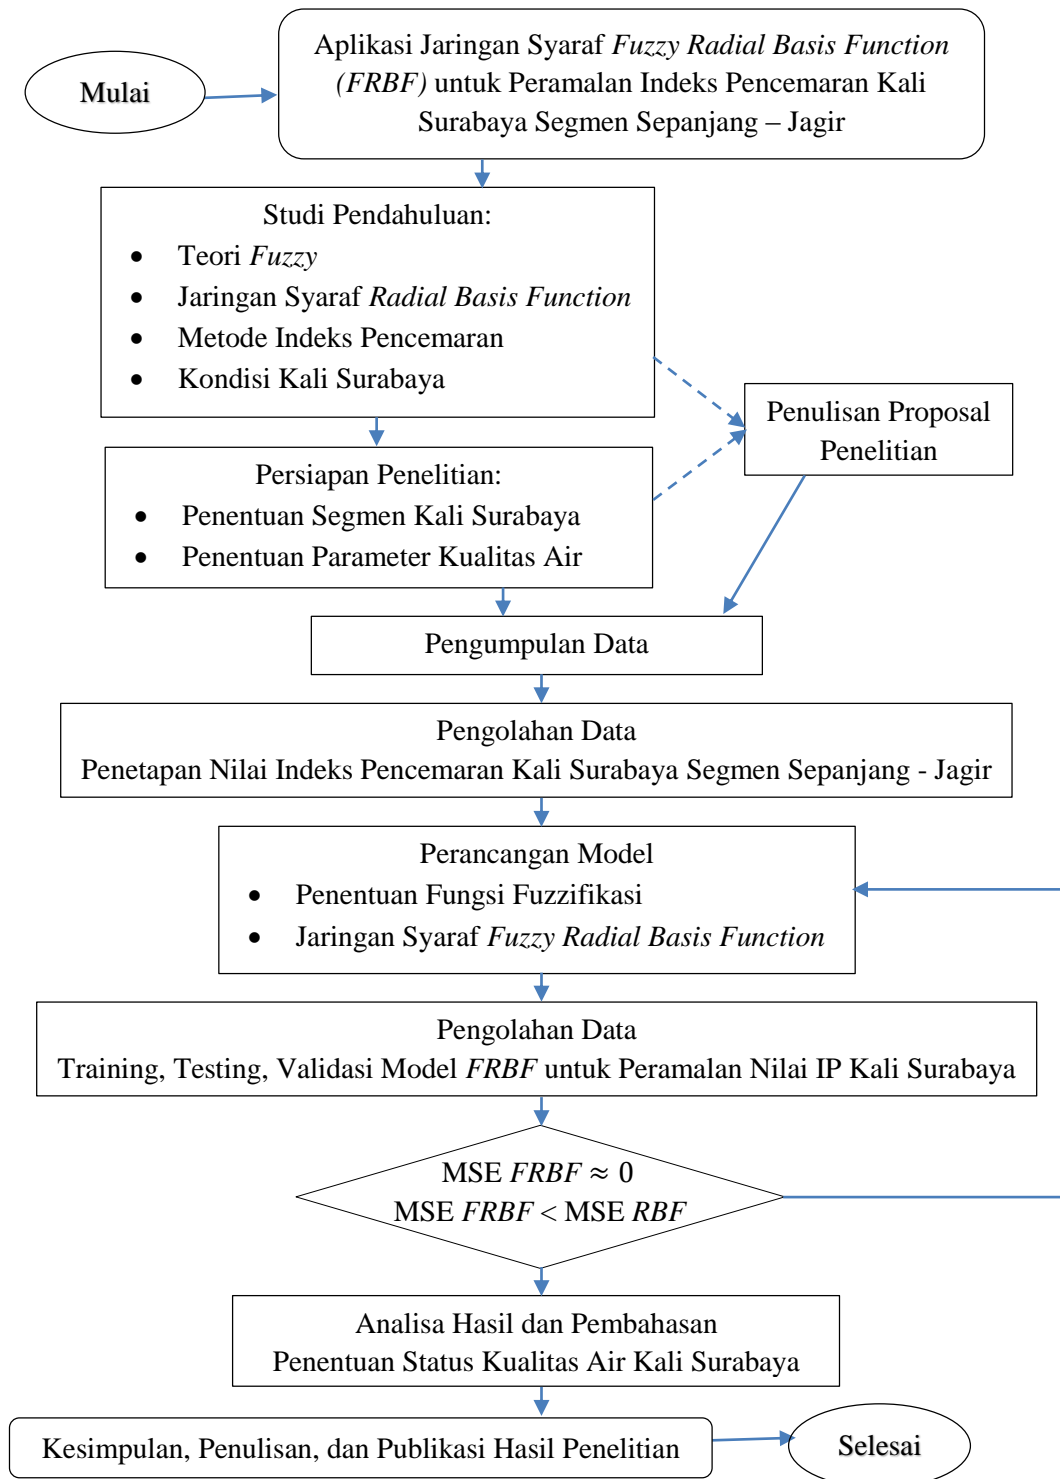 Mulai
Aplikasi Jaringan Syaraf Fuzzy Radial Basis Function
(FRBF) untuk Peramalan Indeks Pencemaran Kali
Surabaya Segmen Sepanjang – Jagir
Studi Pendahuluan:
• Teori Fuzzy
• Jaringan Syaraf Radial Basis Function
• Metode Indeks Pencemaran
• Kondisi Kali Surabaya
Penulisan Proposal
Penelitian
Persiapan Penelitian:
• Penentuan Segmen Kali Surabaya
• Penentuan Parameter Kualitas Air
Pengumpulan Data
Pengolahan Data
Penetapan Nilai Indeks Pencemaran Kali Surabaya Segmen Sepanjang - Jagir
Perancangan Model
• Penentuan Fungsi Fuzzifikasi
• Jaringan Syaraf Fuzzy Radial Basis Function
Pengolahan Data
Training, Testing, Validasi Model FRBF untuk Peramalan Nilai IP Kali Surabaya
MSE FRBF ≈ 0
MSE FRBF < MSE RBF
Analisa Hasil dan Pembahasan
Penentuan Status Kualitas Air Kali Surabaya
Kesimpulan, Penulisan, dan Publikasi Hasil Penelitian
Selesai